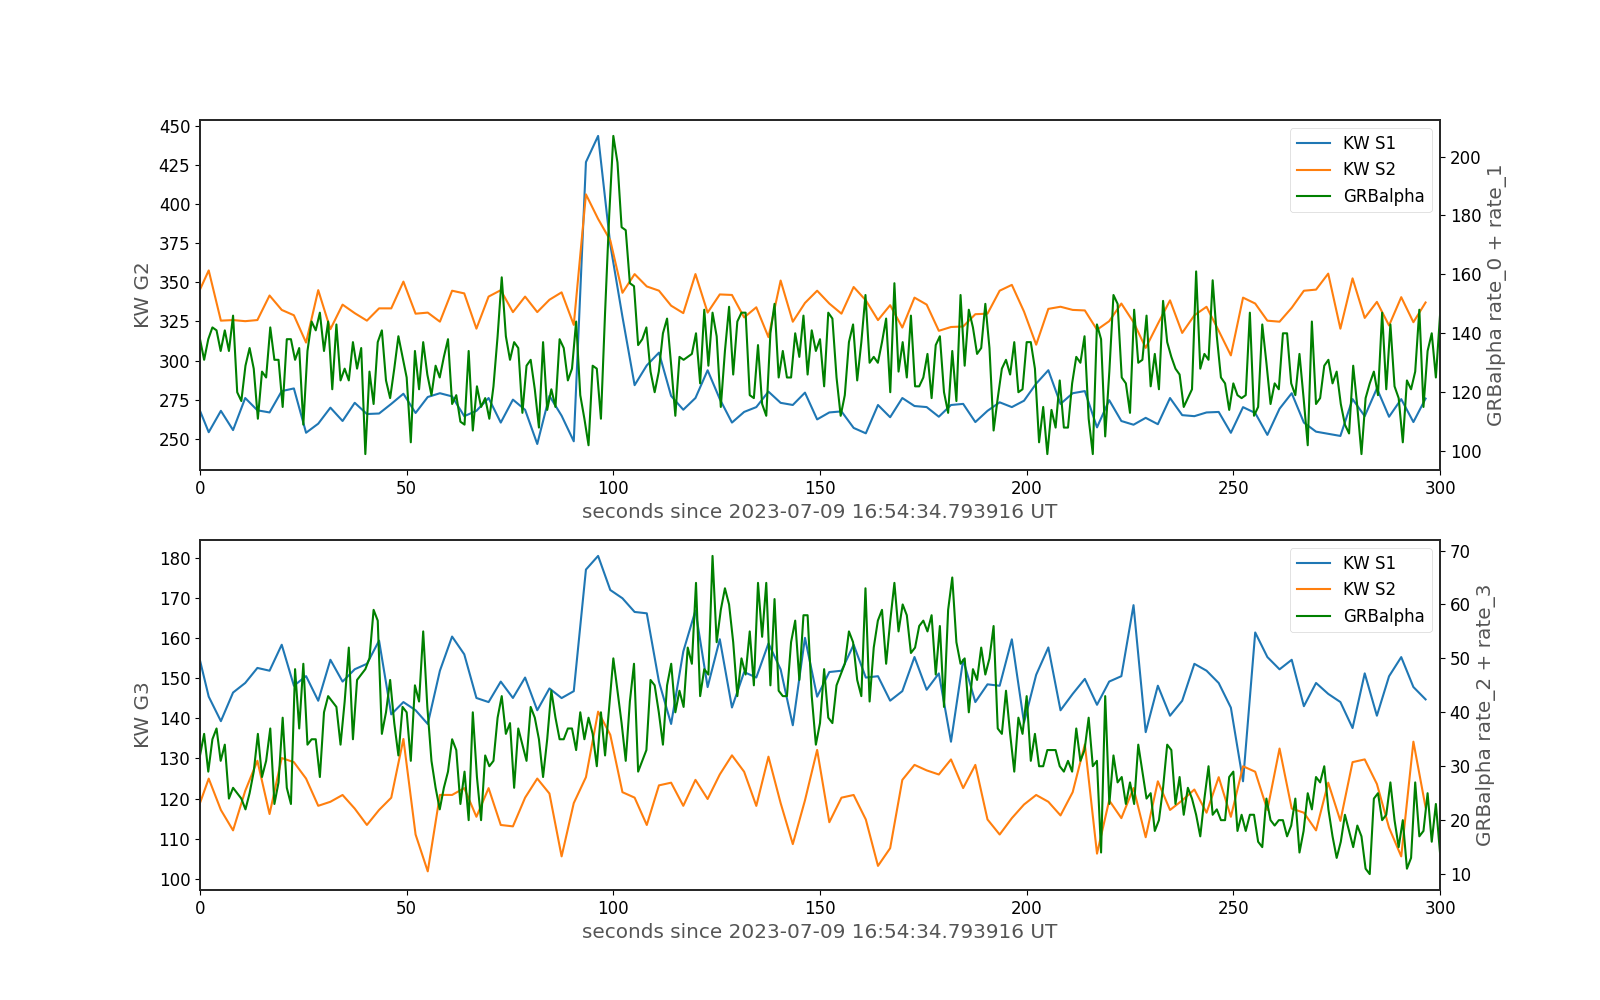 450
425
400
375
350
325
300
275
250
KW G2
KW S1
KW S2
GRBalpha
200
180
160
140
120
100
GRBalpha rate_0 + rate_1
0 50 100 150 200 250 300
seconds since 2023-07-09 16:54:34.793916 UT
180
170
160
150
140
130
120
110
100
KW G3
KW S1
KW S2
GRBalpha
70
60
50
40
30
20
10
GRBalpha rate_2 + rate_3
0 50 100 150 200 250 300
seconds since 2023-07-09 16:54:34.793916 UT